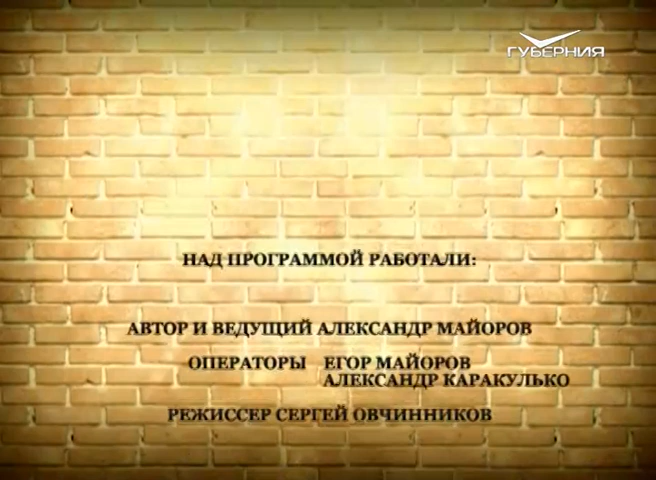 ГУБЕРНИЯ
НАД ПРОГРАММОЙ РАБОТАЛИ:
АВТОР И ВЕДУЩИЙ АЛЕКСАНДР МАЙОРОВ
ОПЕРАТОРЫ ЕГОР МАЙОРОВ
АЛЕКСАНДР КАРАКУЛЬКО
РЕЖИССЕР СЕРГЕЙ ОВЧИННИКОВ